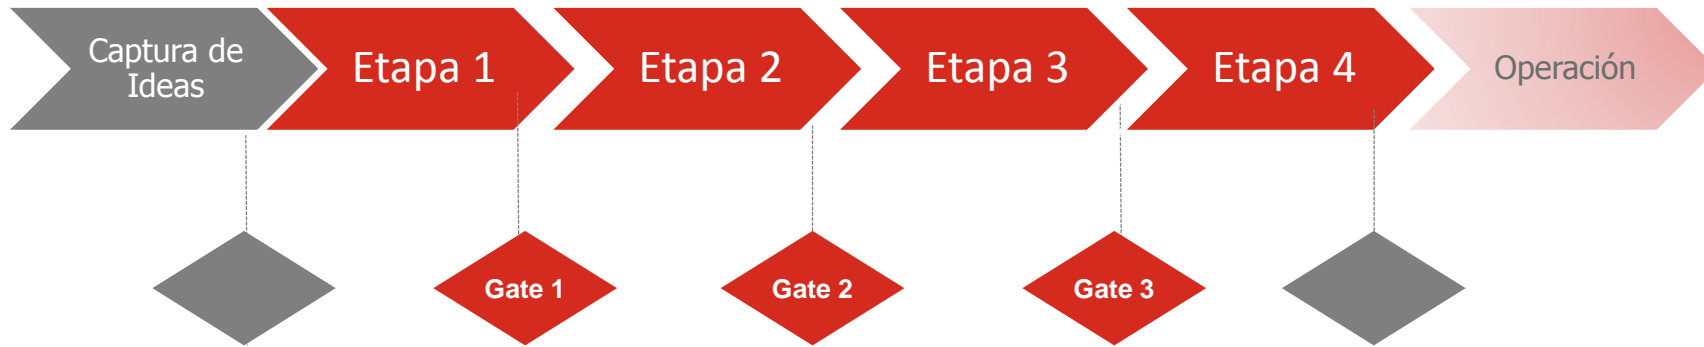 Captura de
Ideas
Etapa 1
Etapa 2
Etapa 3
Etapa 4
Operación
Gate 1
Gate 2
Gate 3